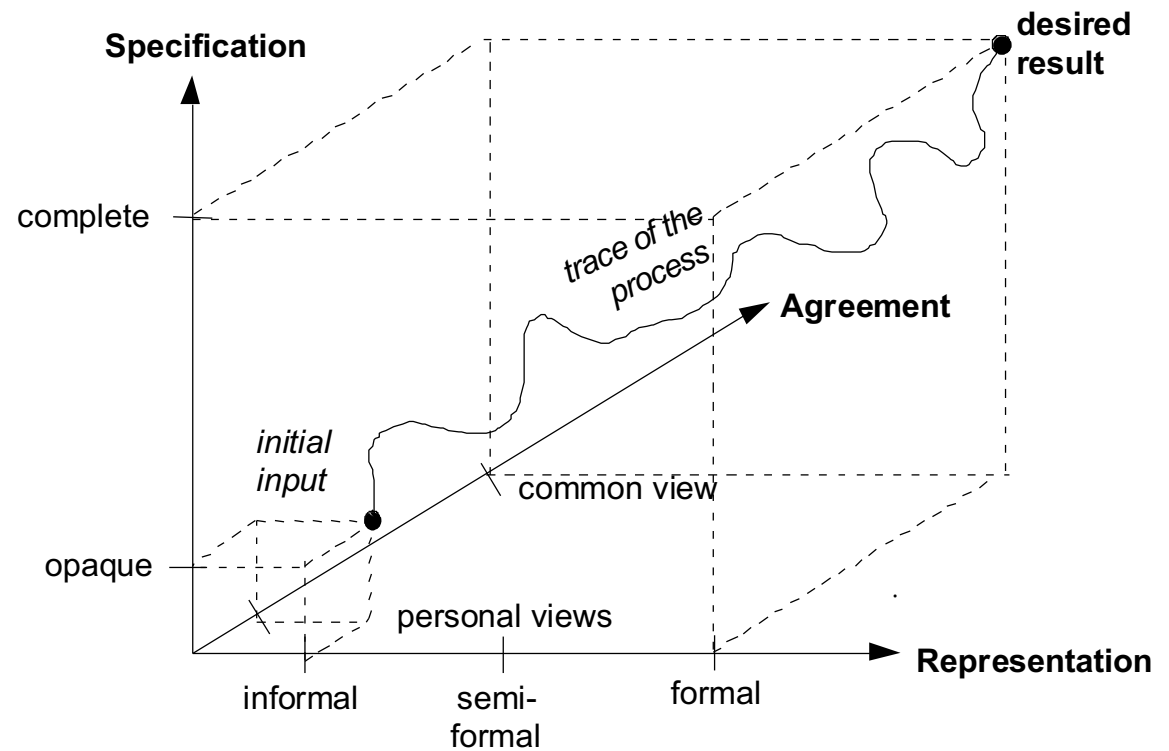 desired
result
Specification
complete
trace of the
process
Agreement
initial
input
common view
opaque
personal views
Representation
informal
semi-
formal
formal